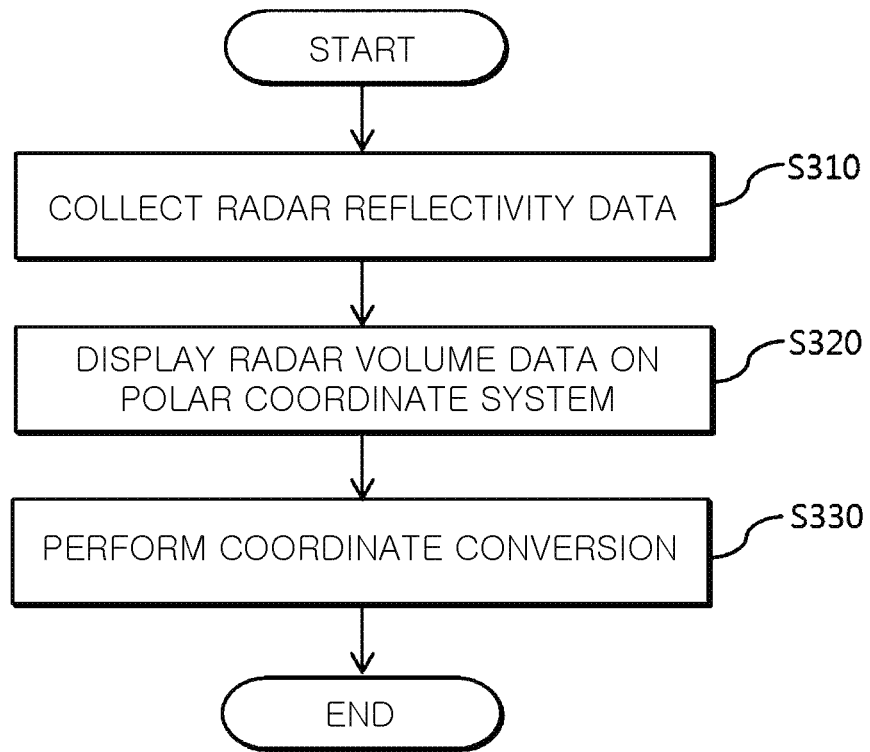 START
COLLECT RADAR REFLECTIVITY DATA
S310
DISPLAY RADAR VOLUME DATA ON
POLAR COORDINATE SYSTEM
S320
PERFORM COORDINATE CONVERSION
S330
END